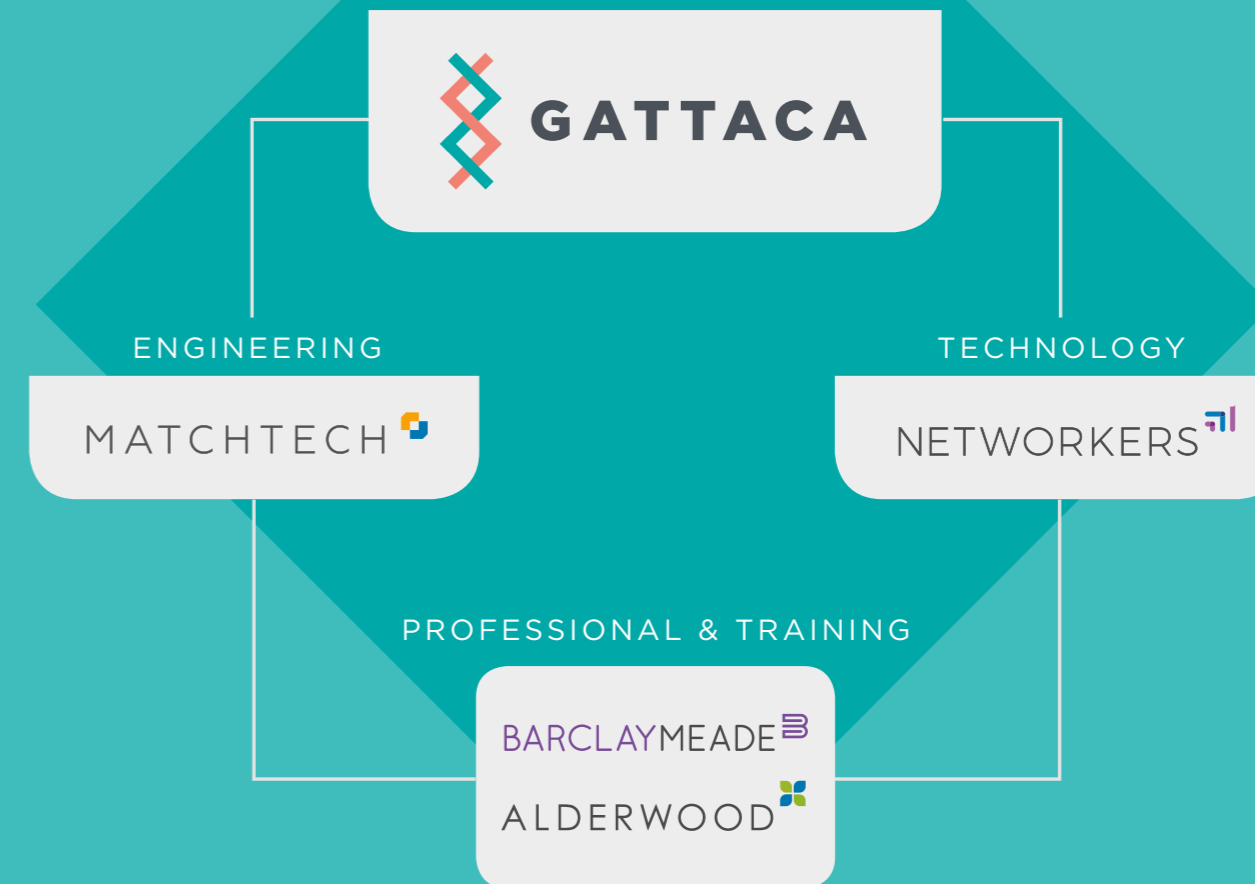 GATTACA
ENGINEERING
MATCHTECH
TECHNOLOGY
NETWORKERS
PROFESSIONAL & TRAINING
BARCLAYMEADE
ALDERWOOD